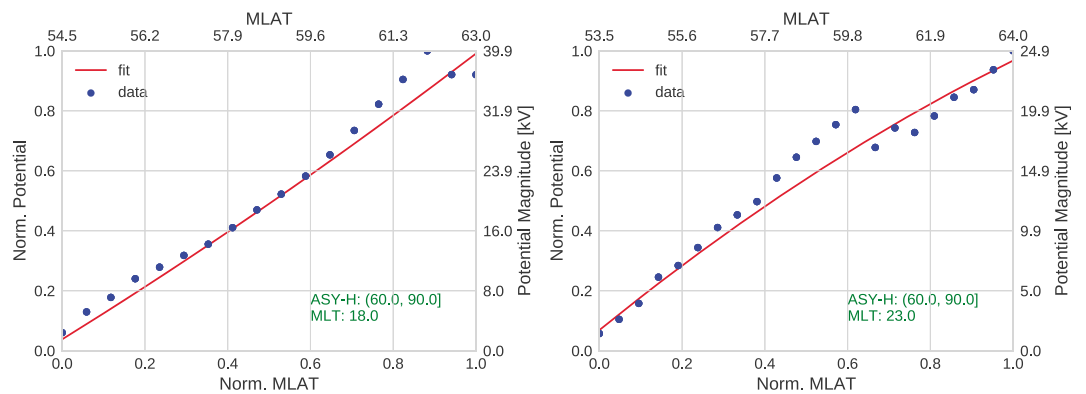 MLAT
54.5 56.2 57.9 59.6 61.3 63.0
1.0 39.9
fit
data
0.8 31.9
0.6 23.9
0.4 16.0
0.2 8.0
0.0 0.0
Norm. Potential
Potential Magnitude [kV]
ASY-H: (60.0, 90.0]
MLT: 18.0
0.0 0.2 0.4 0.6 0.8 1.0
Norm. MLAT
MLAT
53.5 55.6 57.7 59.8 61.9 64.0
1.0 24.9
fit
data
0.8 19.9
0.6 14.9
0.4 9.9
0.2 5.0
0.0 0.0
Norm. Potential
Potential Magnitude [kV]
ASY-H: (60.0, 90.0]
MLT: 23.0
0.0 0.2 0.4 0.6 0.8 1.0
Norm. MLAT